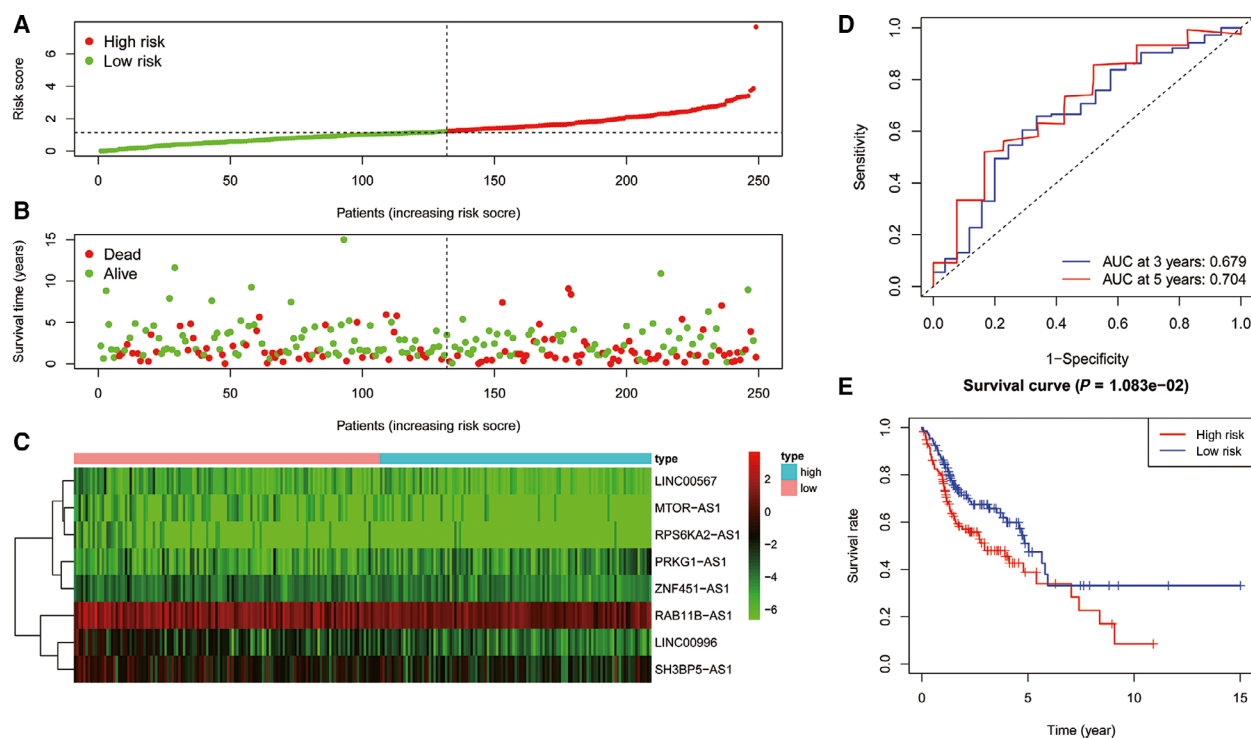 A
High risk
Low risk
Risk score
0 2 4 6
0 50 100 150 200 250
Patients (increasing risk socre)
B
Dead
Alive
Survival time (years)
0 5 10 15
0 50 100 150 200 250
Patients (increasing risk socre)
C
type
LINC00567
MTOR−AS1
RPS6KA2−AS1
PRKG1−AS1
ZNF451−AS1
RAB11B−AS1
LINC00996
SH3BP5−AS1
2
0
−2
−4
−6
type
high
low
D
Sensitivity
0.0 0.2 0.4 0.6 0.8 1.0
AUC at 3 years: 0.679
AUC at 5 years: 0.704
0.0 0.2 0.4 0.6 0.8 1.0
1−Specificity
Survival curve (P = 1.083e−02)
E
High risk
Low risk
Survival rate
0.0 0.2 0.4 0.6 0.8 1.0
0 5 10 15
Time (year)